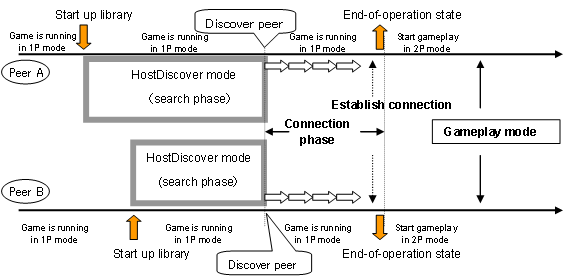 Start up library
Discover peer
End-of-operation state
Game is running
in 1P mode
Game is running
in 1P mode
Game is running
in 1P mode
Start gameplay
in 2P mode
Peer A
HostDiscover mode
(search phase)
Establish connection
Connection
phase
Gameplay mode
HostDiscover mode
(search phase)
Peer B
Game is running
in 1P mode
Game is running
in 1P mode
Game is running
in 1P mode
Start gameplay
in 2P mode
Start up library
Discover peer
End-of-operation state